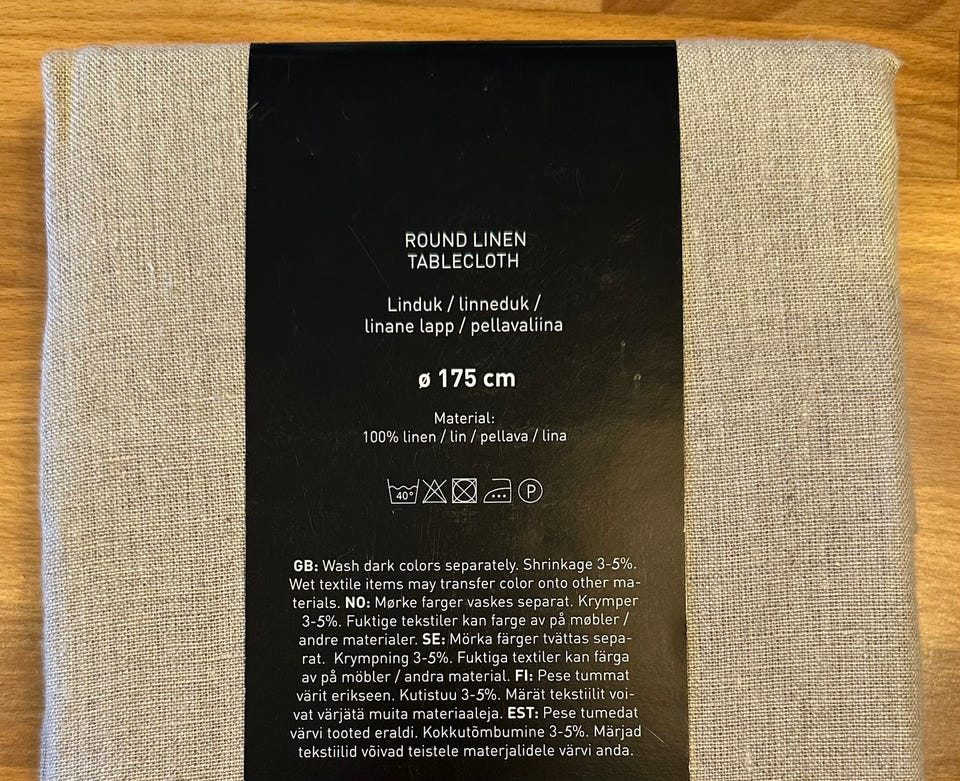 ROUND LINEN
TABLECLOTH
Linduk / linneduk /
linane lapp / pellavaliina
ø 175 cm
Material:
100% linen / lin / pellava / lina
40° P
GB: Wash dark colors separately. Shrinkage 3-5%.
Wet textile items may transfer color onto other ma-
terials. NO: Mørke farger vaskes separat. Krymper
3-5%. Fuktige tekstiler kan farge av på møbler /
andre materialer. SE: Mörka färger tvättas sepa-
rat. Krympning 3-5%. Fuktiga textiler kan färga
av på möbler / andra material. FI: Pese tummat
värit erikseen. Kutistuu 3-5%. Märät tekstiilit voi-
vat värjätä muita materiaaleja. EST: Pese tumedat
värvi tooted eraldi. Kokkutõmbumine 3-5%. Märjad
tekstiilid võivad teistele materjalidele värvi anda.